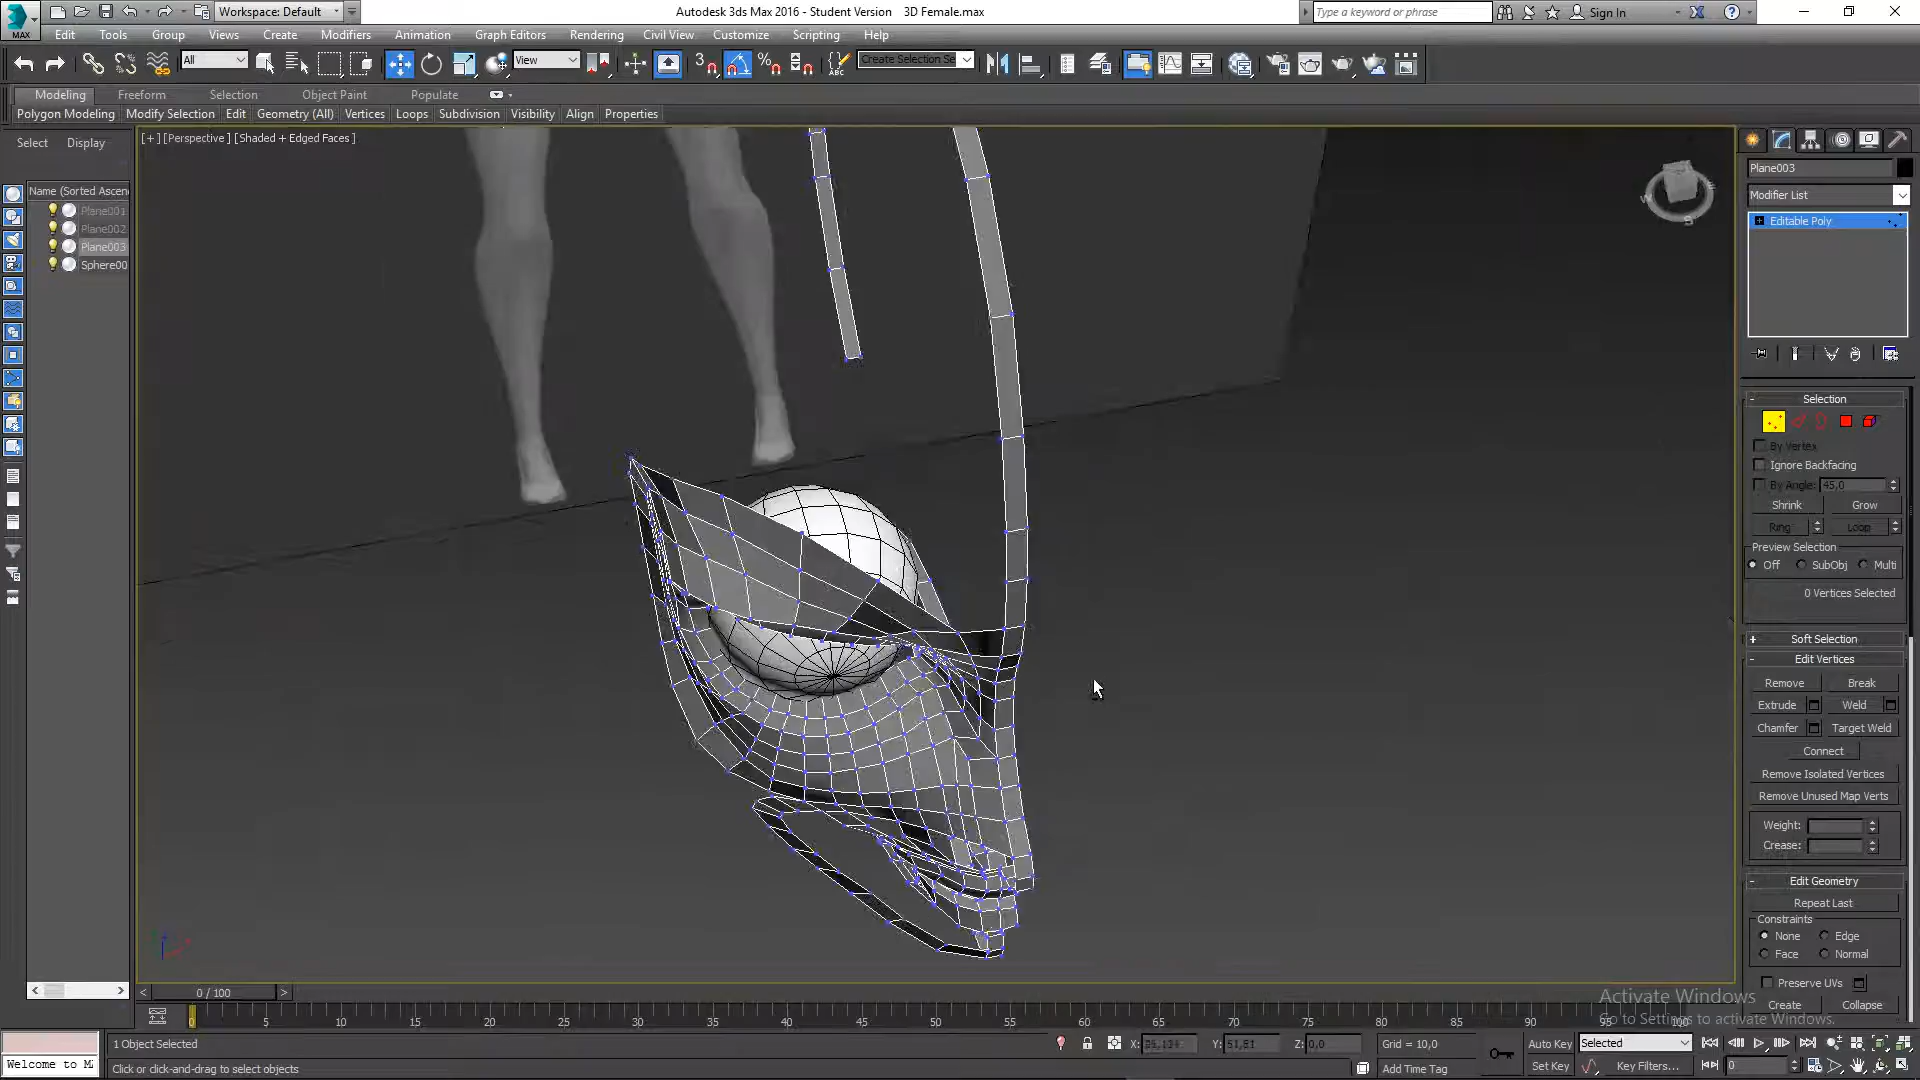 MAX
Workspace: Default
Autodesk 3ds Max 2016 - Student Version    3D Female.max
Type a keyword or phrase
Sign In
Edit
Tools
Group
Views
Create
Modifiers
Animation
Graph Editors
Rendering
Civil View
Customize
Scripting
Help
All
View
3
ABC
Create Selection Se
Modeling
Freeform
Selection
Object Paint
Populate
Polygon Modeling
Modify Selection
Edit
Geometry (All)
Vertices
Loops
Subdivision
Visibility
Align
Properties
Select
Display
[+] [Perspective] [Shaded + Edged Faces]
Name (Sorted Ascen
Plane001
Plane002
Plane003
Sphere00
W
S
Plane003
Modifier List
Editable Poly
Selection
By Vertex
Ignore Backfacing
By Angle: 45,0
Shrink
Grow
Ring
Loop
Preview Selection
Off
SubObj
Multi
0 Vertices Selected
Soft Selection
Edit Vertices
Remove
Break
Extrude
Weld
Chamfer
Target Weld
Connect
Remove Isolated Vertices
Remove Unused Map Verts
Weight:
Crease:
Edit Geometry
Repeat Last
Constraints
None
Edge
Face
Normal
Preserve UVs
Create
Collapse
Activate Windows
Go to Settings to activate Windows.
0 / 100
0 5 10 15 20 25 30 35 40 45 50 55 60 65 70 75 80 85 90 95 100
1 Object Selected
X:
Y: 51,81
Z: 0,0
Grid = 10,0
Auto Key
Selected
Welcome to M
Click or click-and-drag to select objects
Add Time Tag
Set Key
Key Filters...
0